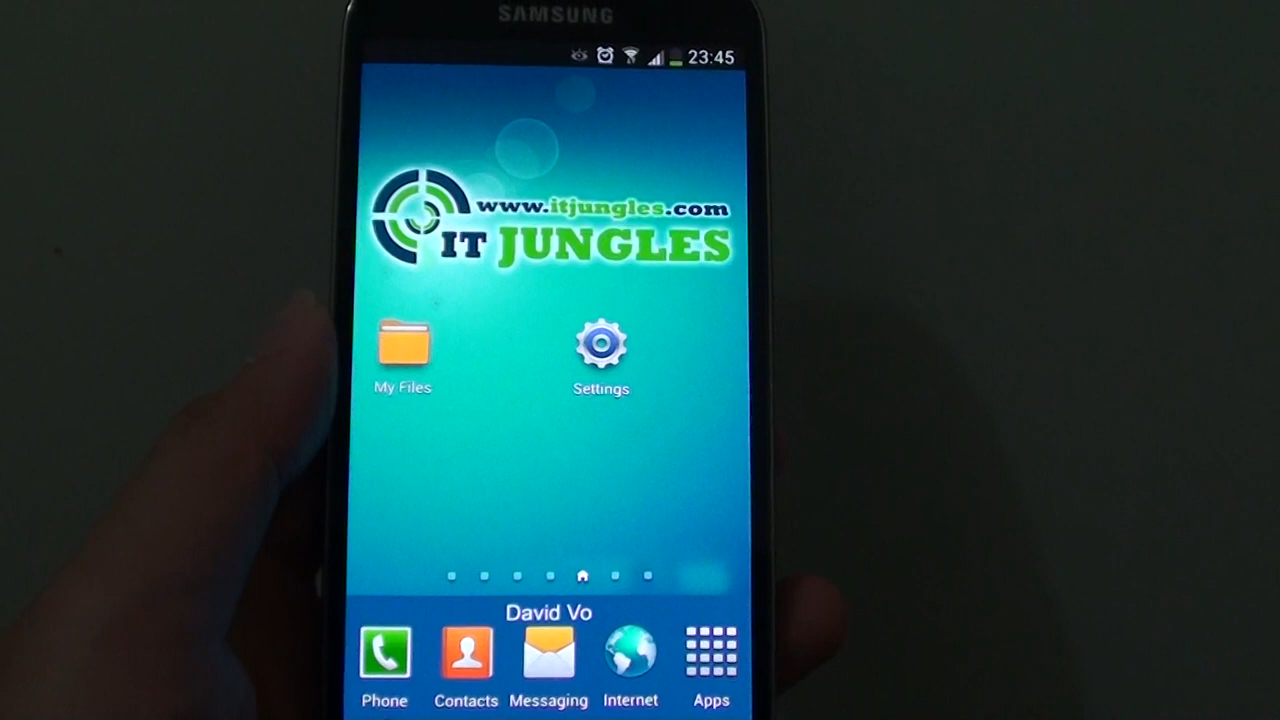 SAMSUNG
23:45
www.itjungles.com
IT JUNGLES
My Files
Settings
David Vo
Phone
Contacts
Messaging
Internet
Apps